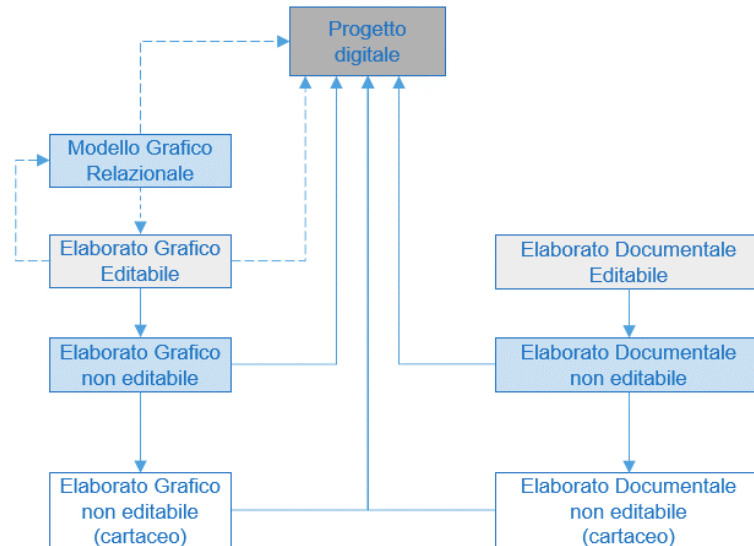 Progetto
digitale
Modello Grafico
Relazionale
Elaborato Grafico
Editabile
Elaborato Documentale
Editabile
Elaborato Grafico
non editabile
Elaborato Documentale
non editabile
Elaborato Grafico
non editabile
(cartaceo)
Elaborato Documentale
non editabile
(cartaceo)